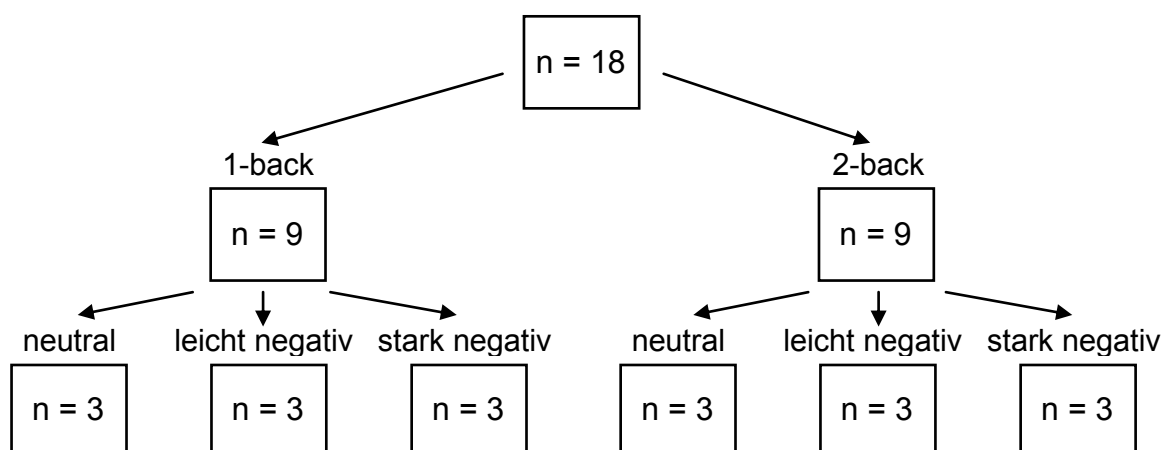 n = 18
1-back 2-back
n = 9 n = 9
neutral leicht negativ stark negativ neutral leicht negativ stark negativ
n = 3 n = 3 n = 3 n = 3 n = 3 n = 3